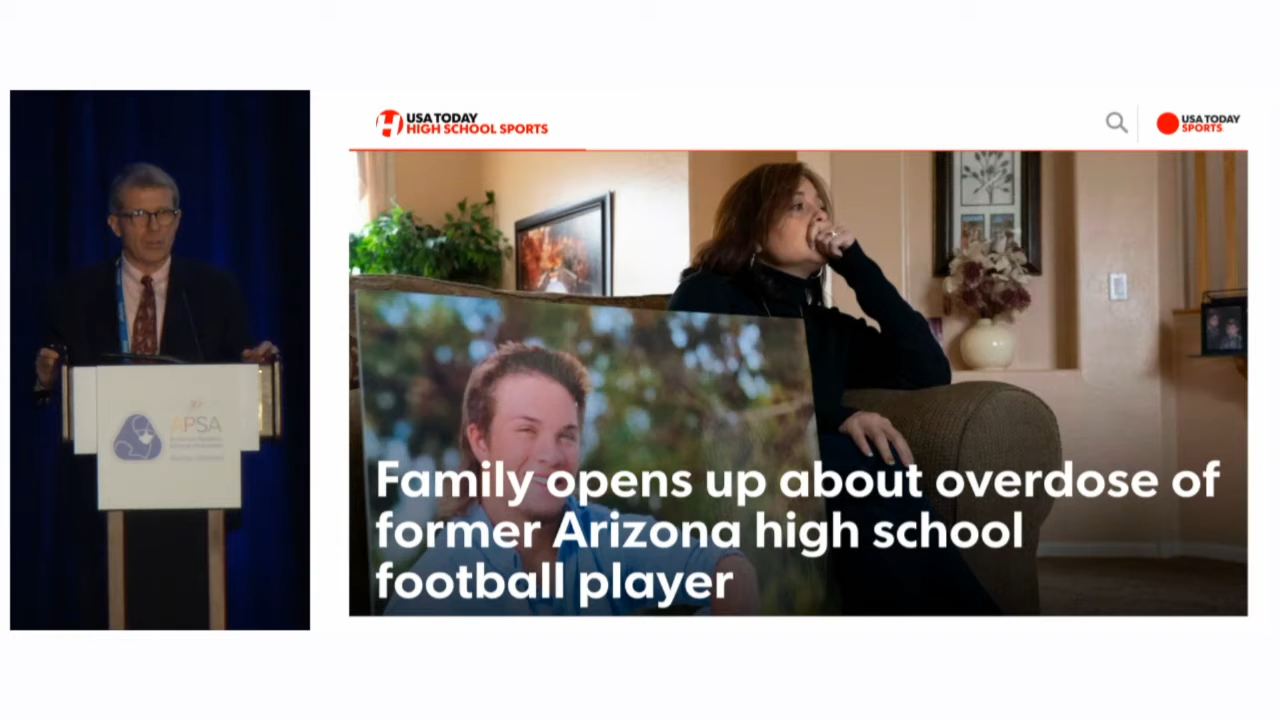 APSA
USA TODAY
HIGH SCHOOL SPORTS
USA TODAY
SPORTS
Family opens up about overdose of
former Arizona high school
football player